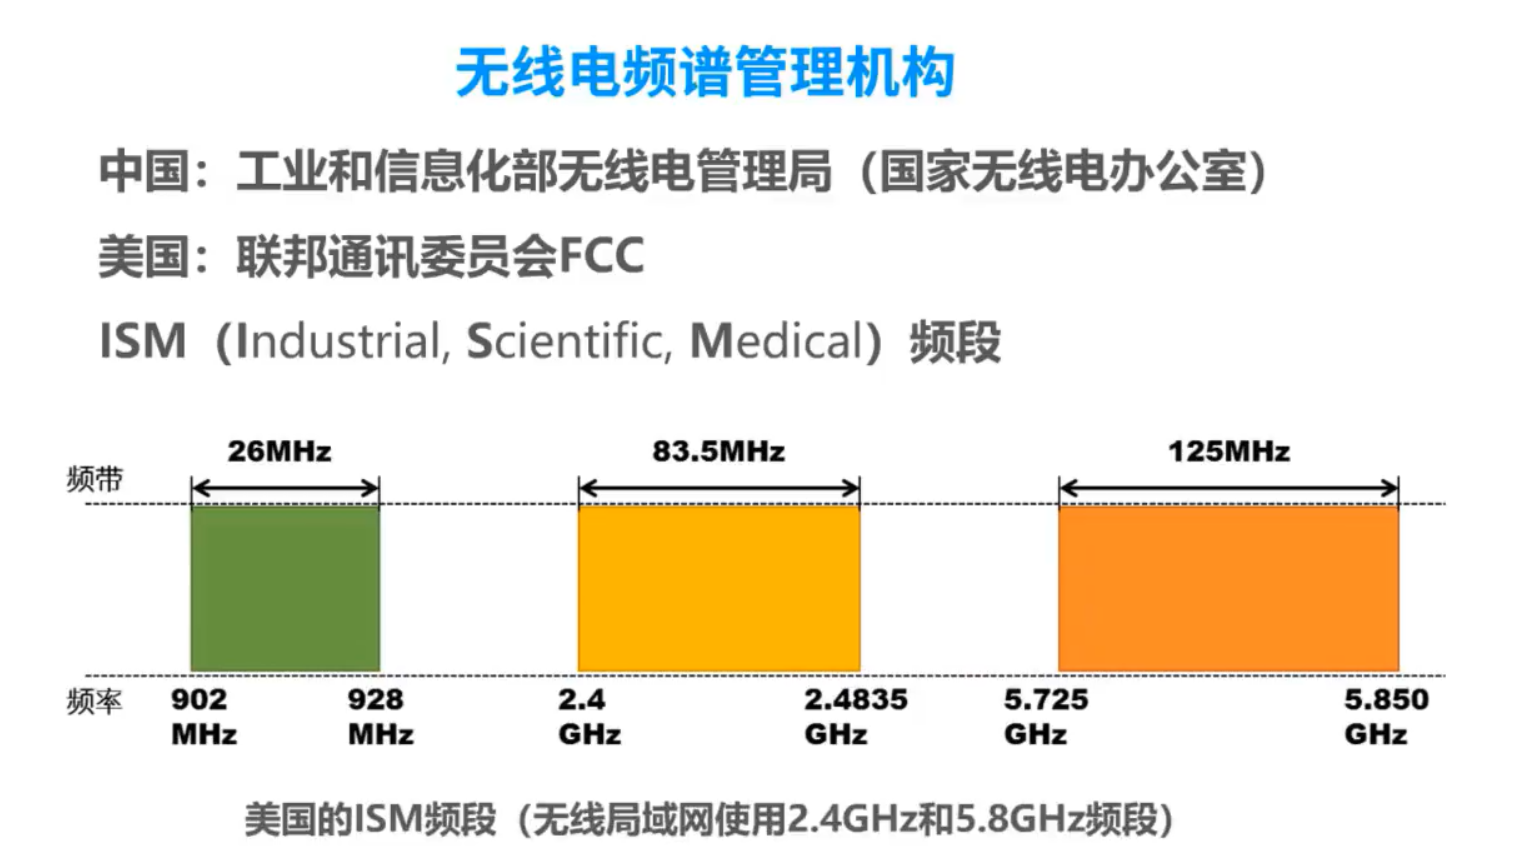 无线电频谱管理机构
中国：工业和信息化部无线电管理局（国家无线电办公室）
美国：联邦通讯委员会FCC
ISM（Industrial, Scientific, Medical）频段
26MHz 83.5MHz 125MHz
频带
频率 902 MHz 928 MHz 2.4 GHz 2.4835 GHz 5.725 GHz 5.850 GHz
美国的ISM频段（无线局域网使用2.4GHz和5.8GHz频段）